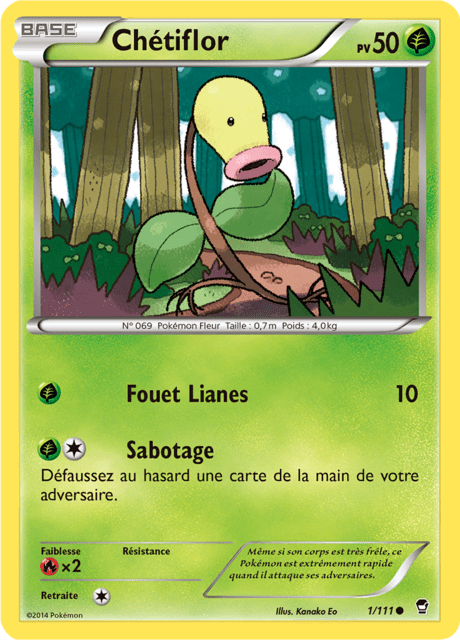 BASE
Chétiflor
PV 50
N° 069 Pokémon Fleur Taille : 0,7 m Poids : 4,0 kg
Fouet Lianes 10
Sabotage
Défaussez au hasard une carte de la main de votre
adversaire.
Faiblesse
×2
Résistance
Retraite
Même si son corps est très frêle, ce
Pokémon est extrêmement rapide
quand il attaque ses adversaires.
©2014 Pokémon
Illus. Kanako Eo
1/111